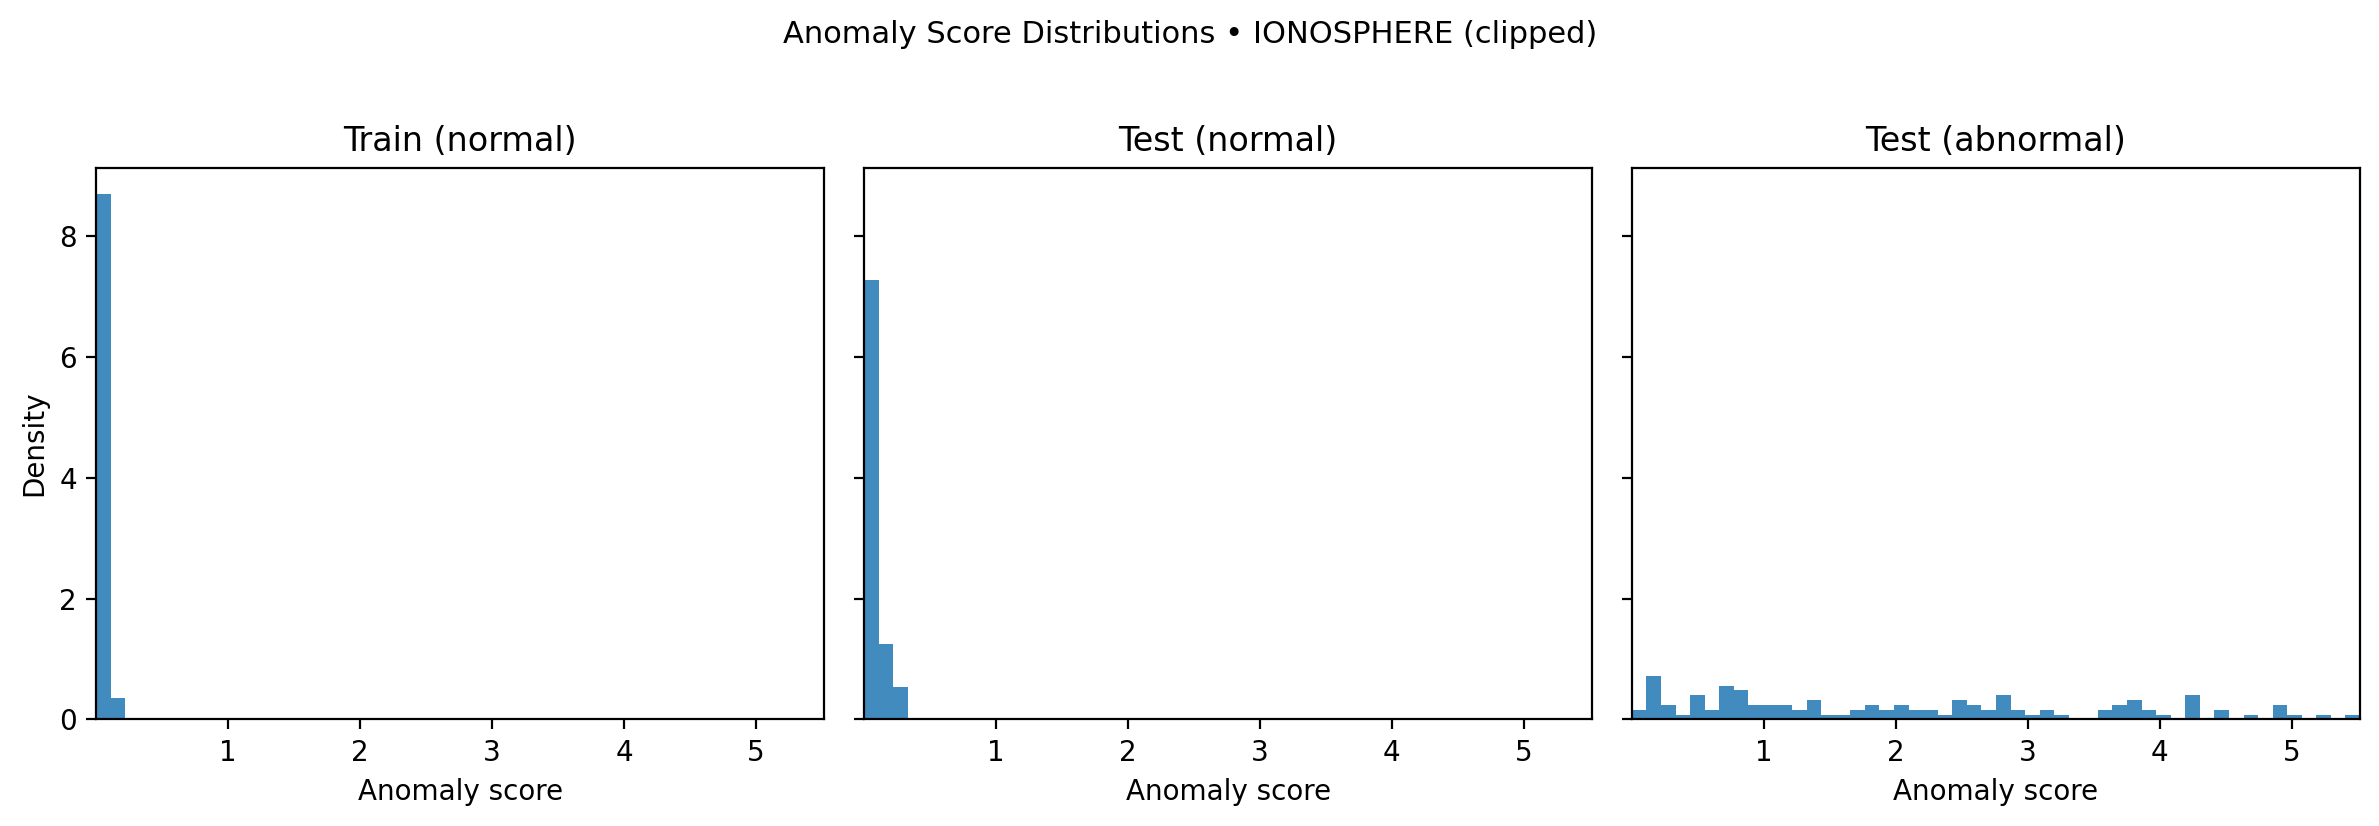 Anomaly Score Distributions • IONOSPHERE (clipped)
Train (normal)
Test (normal)
Test (abnormal)
Density
8
6
4
2
0
1 2 3 4 5
1 2 3 4 5
1 2 3 4 5
Anomaly score
Anomaly score
Anomaly score